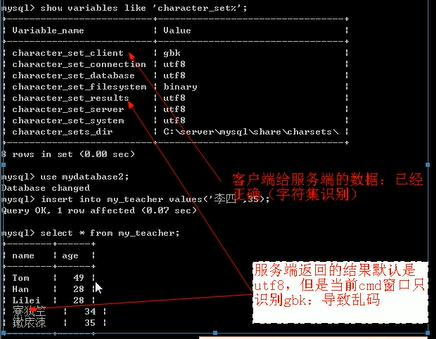 mysql> show variables like 'character_set%';
| Variable_name | Value
| character_set_client | gbk
| character_set_connection | utf8
| character_set_database | utf8
| character_set_filesystem | binary
| character_set_results | utf8
| character_set_server | utf8
| character_set_system | utf8
| character_sets_dir | C:\server\mysql\share\charsets\ |
8 rows in set (0.00 sec)
mysql> use mydatabase2;
Database changed
客户端给服务端的数据：已经
正确（字符集识别）
mysql> insert into my_teacher values('李四',35);
Query OK, 1 row affected (0.07 sec)
mysql> select * from my_teacher;
| name | age |
| Tom | 49 |
| Han | 28 |
| Lilei | 28 |
| 34 |
| 35 |
服务端返回的结果默认是
utf8，但是当前cmd窗口只
识别gbk：导致乱码